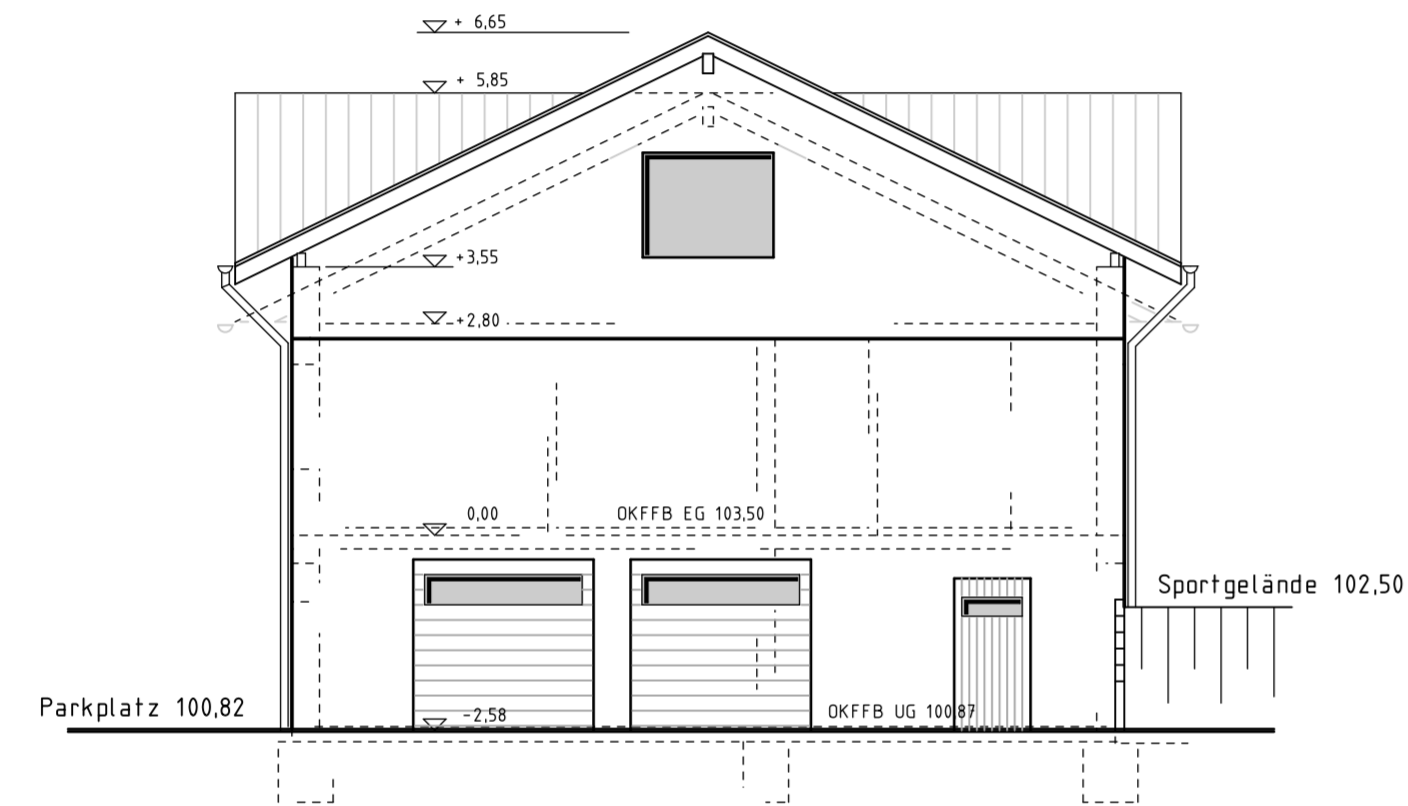 + 6,65
+ 5,85
+3,55
+2,80
0,00
OKFFB EG 103,50
Sportgelände 102,50
Parkplatz 100,82
-2,58
OKFFB UG 100,87